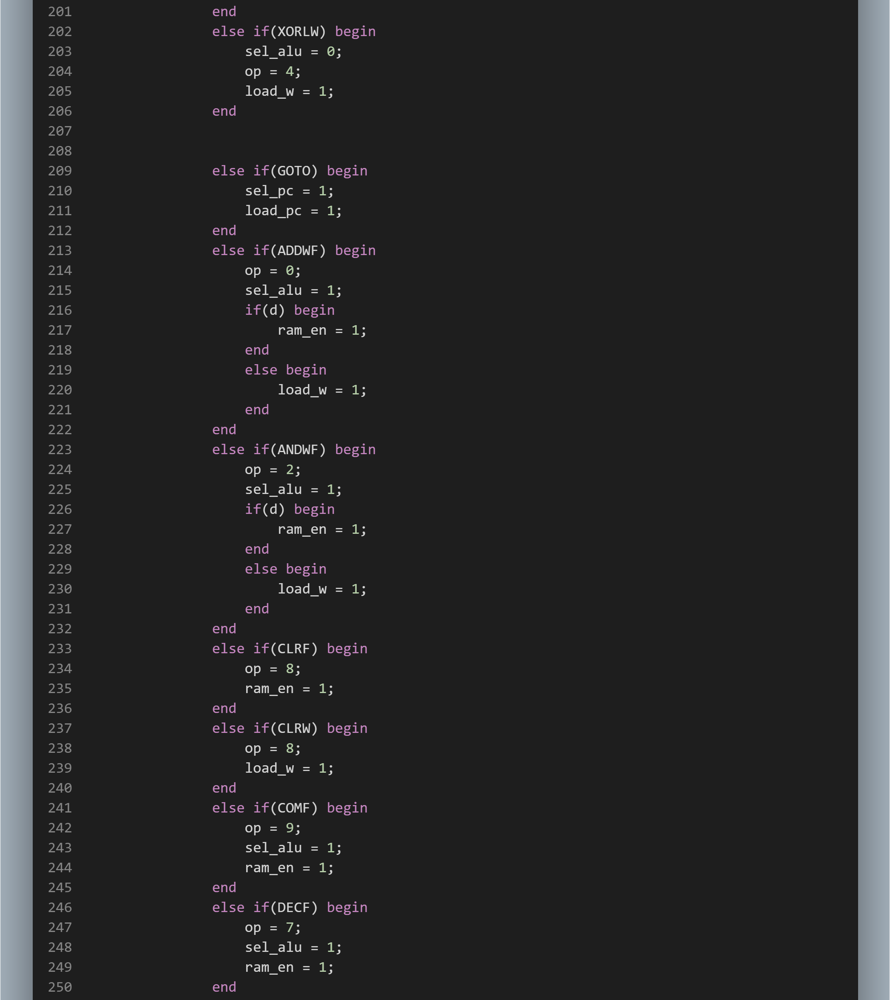 201 end
202 else if(XORLW) begin
203 sel_alu = 0;
204 op = 4;
205 load_w = 1;
206 end
207
208
209 else if(GOTO) begin
210 sel_pc = 1;
211 load_pc = 1;
212 end
213 else if(ADDWF) begin
214 op = 0;
215 sel_alu = 1;
216 if(d) begin
217 ram_en = 1;
218 end
219 else begin
220 load_w = 1;
221 end
222 end
223 else if(ANDWF) begin
224 op = 2;
225 sel_alu = 1;
226 if(d) begin
227 ram_en = 1;
228 end
229 else begin
230 load_w = 1;
231 end
232 end
233 else if(CLRF) begin
234 op = 8;
235 ram_en = 1;
236 end
237 else if(CLRW) begin
238 op = 8;
239 load_w = 1;
240 end
241 else if(COMF) begin
242 op = 9;
243 sel_alu = 1;
244 ram_en = 1;
245 end
246 else if(DECF) begin
247 op = 7;
248 sel_alu = 1;
249 ram_en = 1;
250 end